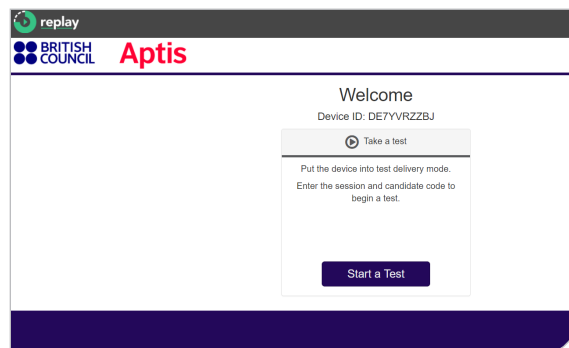 replay
BRITISH
COUNCIL
Aptis
Welcome
Device ID: DE7YVRZZBJ
Take a test
Put the device into test delivery mode.
Enter the session and candidate code to
begin a test.
Start a Test